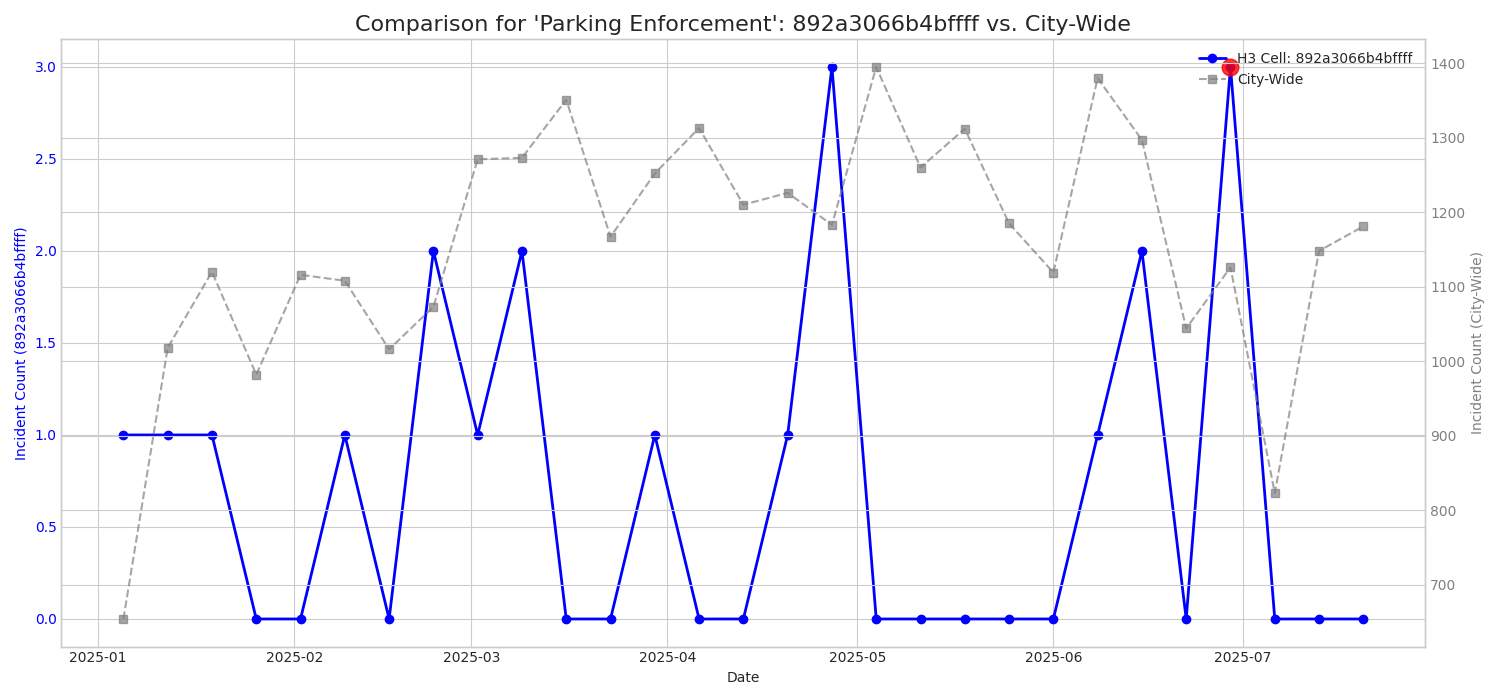 Comparison for 'Parking Enforcement': 892a3066b4bffff vs. City-Wide
H3 Cell: 892a3066b4bffff
City-Wide
Incident Count (892a3066b4bffff)
3.0
2.5
2.0
1.5
1.0
0.5
0.0
1400
1300
1200
1100
1000
900
800
700
Incident Count (City-Wide)
2025-01 2025-02 2025-03 2025-04 2025-05 2025-06 2025-07
Date